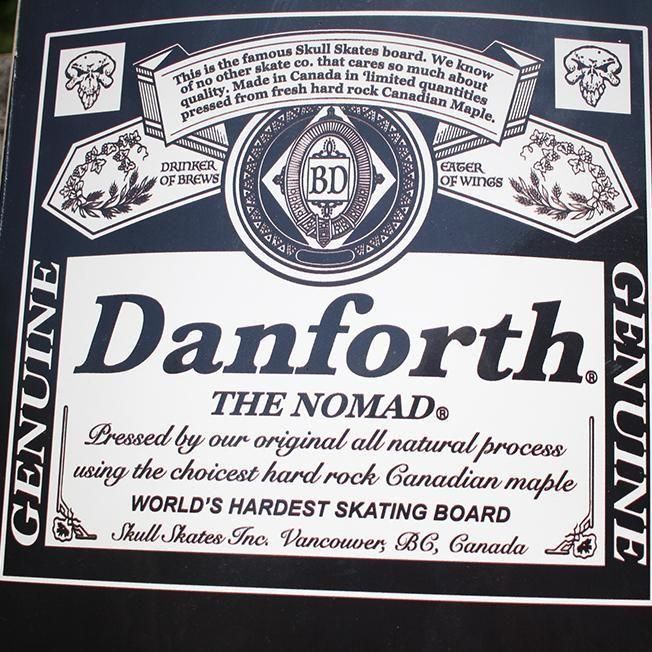 This is the famous Skull Skates board. We know
of no other skate co. that cares so much about
quality. Made in Canada in 'limited quantities
pressed from fresh hard rock Canadian Maple.
DRINKER
OF BREWS
BD
EATER
OF WINGS
GENUINE
Danforth®
THE NOMAD®
Pressed by our original all natural process
using the choicest hard rock Canadian maple
WORLD'S HARDEST SKATING BOARD
Skull Skates Inc. Vancouver, BC, Canada
GENUINE